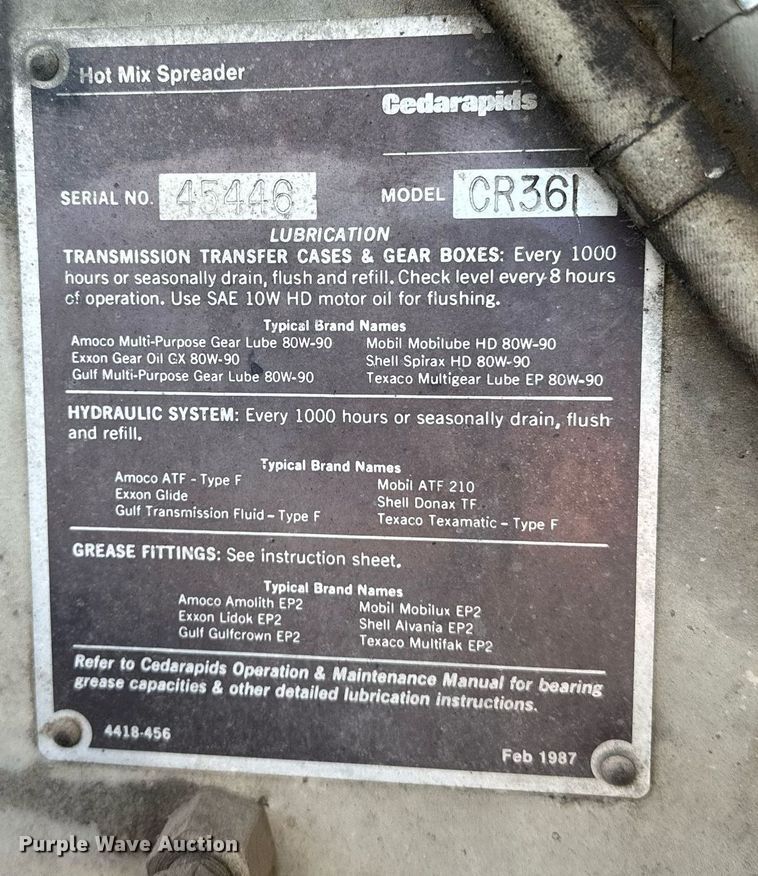 Hot Mix Spreader
Cedarapids
SERIAL NO. 45446 MODEL CR361
LUBRICATION
TRANSMISSION TRANSFER CASES & GEAR BOXES: Every 1000
hours or seasonally drain, flush and refill. Check level every 8 hours
of operation. Use SAE 10W HD motor oil for flushing.
Typical Brand Names
Amoco Multi-Purpose Gear Lube 80W-90 Mobil Mobilube HD 80W-90
Exxon Gear Oil GX 80W-90 Shell Spirax HD 80W-90
Gulf Multi-Purpose Gear Lube 80W-90 Texaco Multigear Lube EP 80W-90
HYDRAULIC SYSTEM: Every 1000 hours or seasonally drain, flush
and refill.
Typical Brand Names
Amoco ATF - Type F Mobil ATF 210
Exxon Glide Shell Donax TF
Gulf Transmission Fluid - Type F Texaco Texamatic - Type F
GREASE FITTINGS: See instruction sheet.
Typical Brand Names
Amoco Amolith EP2 Mobil Mobilux EP2
Exxon Lidok EP2 Shell Alvania EP2
Gulf Gulfcrown EP2 Texaco Multifak EP2
Refer to Cedarapids Operation & Maintenance Manual for bearing
grease capacities & other detailed lubrication instructions.
4418-456
Feb 1987
Purple Wave Auction